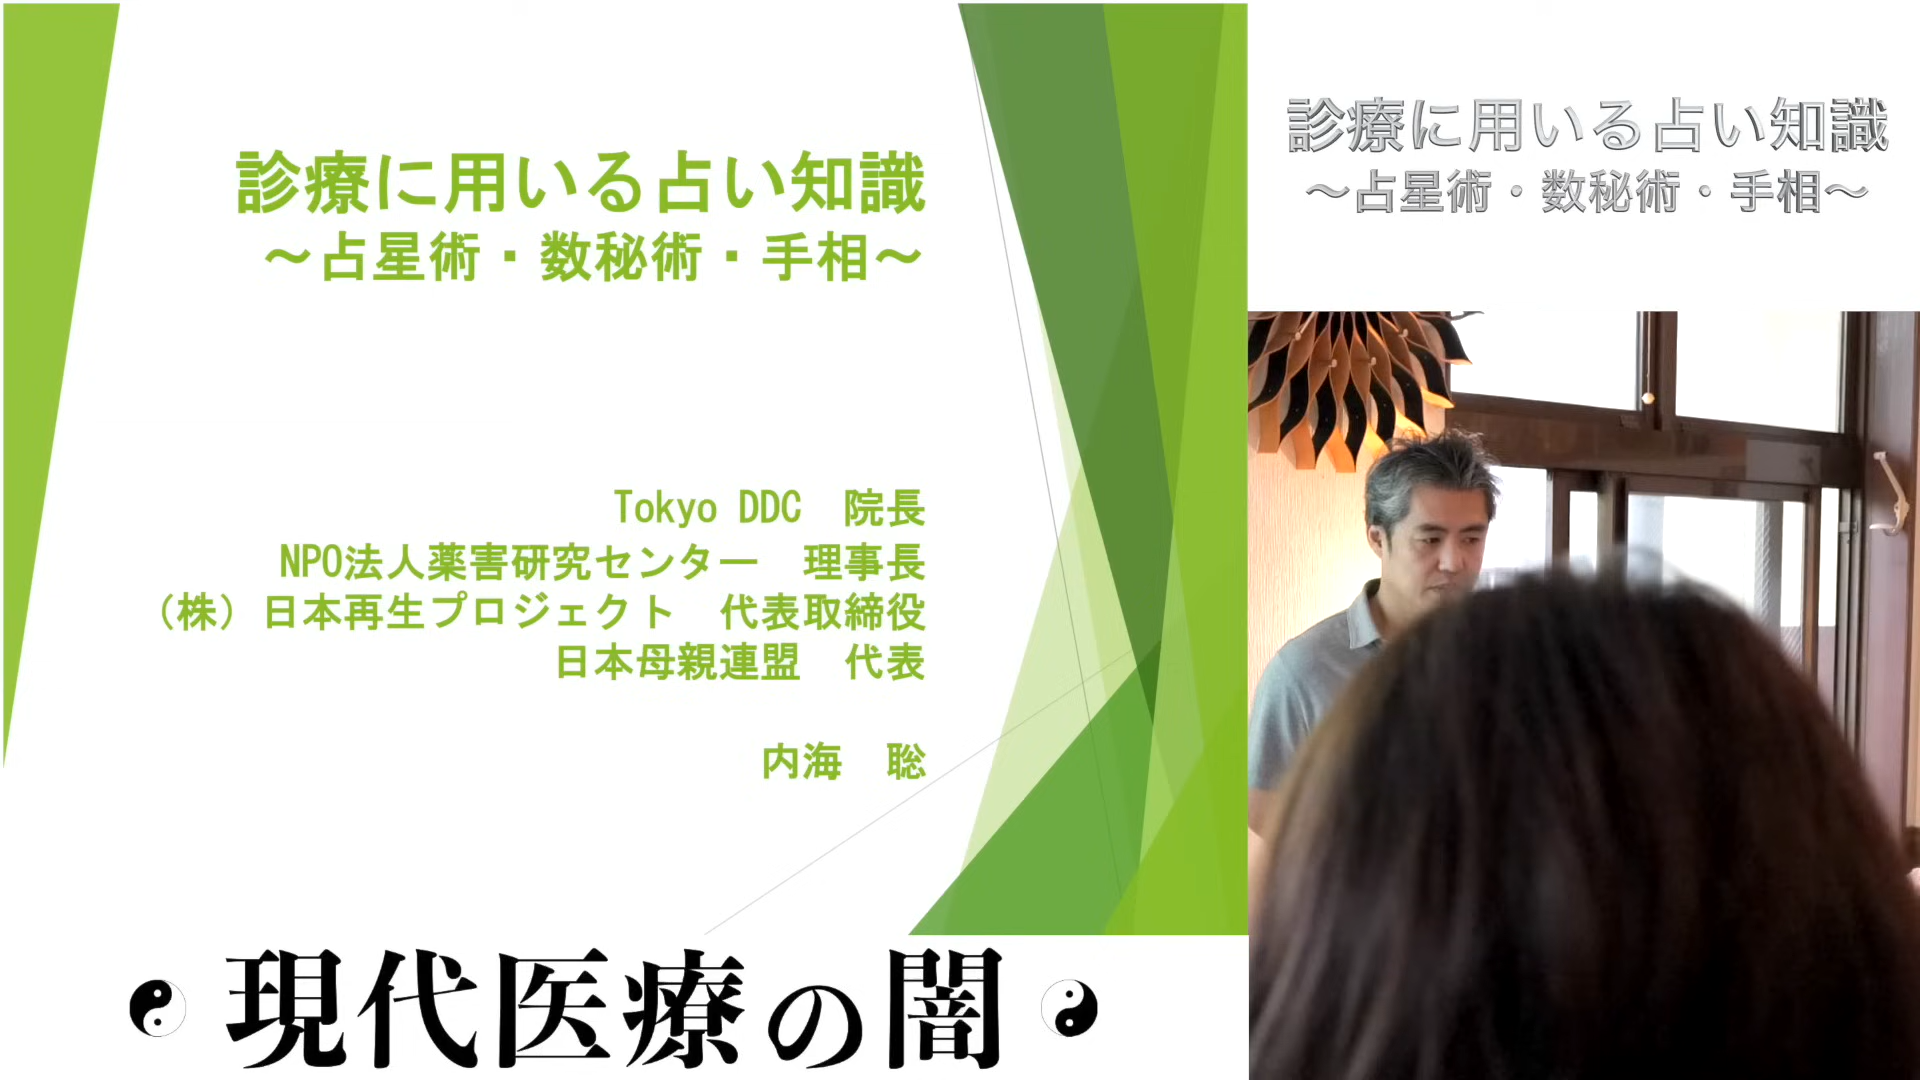 診療に用いる占い知識
～占星術・数秘術・手相～
Tokyo DDC　院長
NPO法人薬害研究センター　理事長
（株）日本再生プロジェクト　代表取締役
日本母親連盟　代表
内海　聡
現代医療の闇
診療に用いる占い知識
～占星術・数秘術・手相～